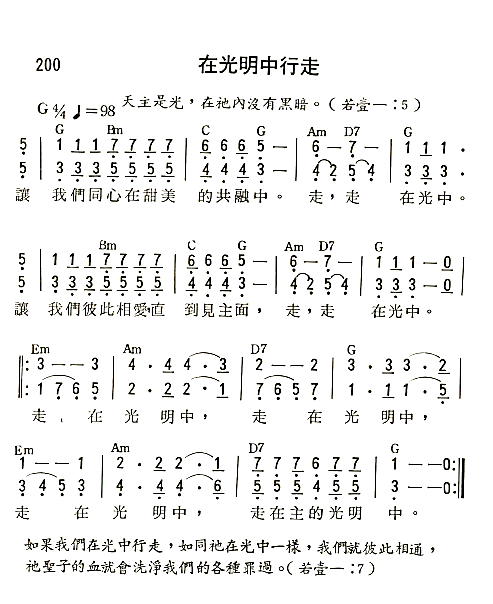 200 在光明中行走
G 4/4 ♩=98 天主是光，在祂內沒有黑暗。（若壹一：5）
G Bm C G Am D7 G
5 | 1 1 1 7 7 7 7 | 6 6 6 5 — | 6 — 7 — | 1 1 1 ·
5 | 3 3 3 5 5 5 5 | 4 4 4 3 — | 4 2 5 4 | 3 3 3 ·
讓 我們同心在甜美 的共融中。走，走 在光中。
Bm C G Am D7 G
5 | 1 1 1 7 7 7 7 | 6 6 6 5 — | 6 — 7 — | 1 1 1 — 0 |
5 | 3 3 3 5 5 5 5 | 4 4 4 3 — | 4 2 5 4 | 3 3 3 — 0 |
讓 我們彼此相愛直 到見主面，走，走 在光中。
Em Am D7 G
‖: 3 — — 3 | 4 · 4 4 · 3 | 2 — — 2 | 3 · 3 3 · 2 |
1 7 6 5 | 2 · 2 2 · 1 | 7 6 5 7 | 1 · 1 1 · 5 |
走 在 光 明中， 走 在 光 明中，
Em Am D7 G
1 — — 1 | 2 · 2 2 · 1 | 7 7 7 6 7 7 | 1 — — 0 :‖
3 4 5 3 | 4 · 4 4 · 6 | 5 5 5 4 5 5 | 3 — — 0 :‖
走 在 光 明中， 走在主的光明 中。
如果我們在光中行走，如同祂在光中一樣，我們就彼此相通，
祂聖子的血就會洗淨我們的各種罪過。（若壹一：7）